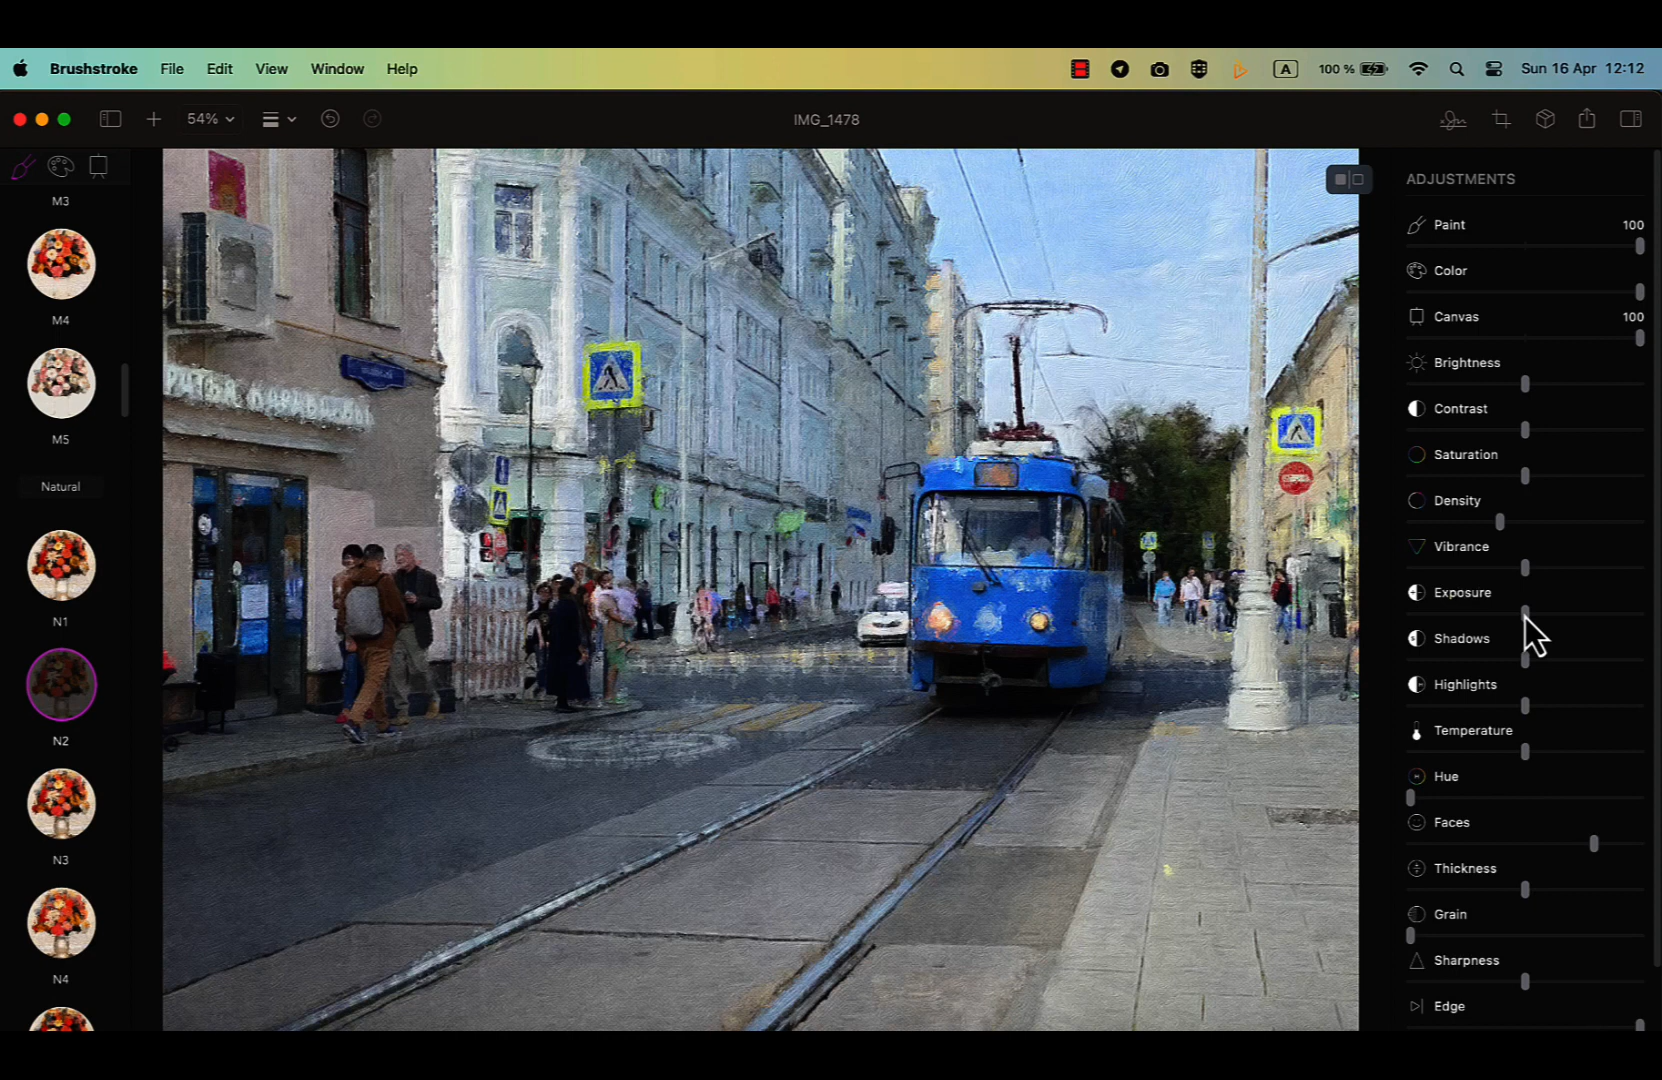 Brushstroke File Edit View Window Help
A 100 % Sun 16 Apr 12:12
54% IMG_1478
M3
M4
M5
Natural
N1
N2
N3
N4
ADJUSTMENTS
Paint 100
Color
Canvas 100
Brightness
Contrast
Saturation
Density
Vibrance
Exposure
Shadows
Highlights
Temperature
Hue
Faces
Thickness
Grain
Sharpness
Edge